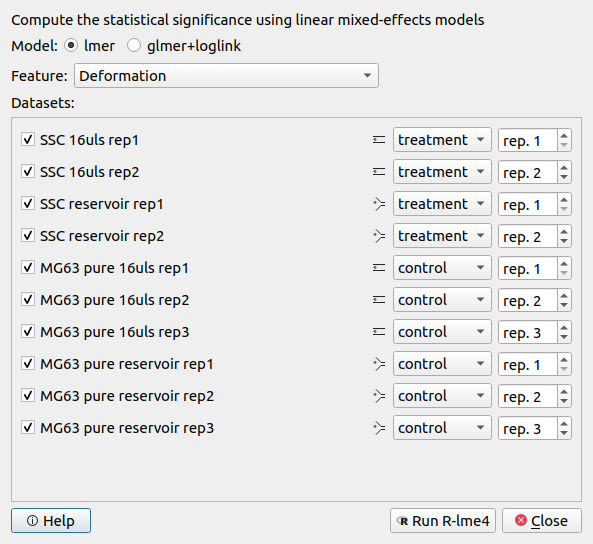 Compute the statistical significance using linear mixed-effects models
Model: lmer glmer+loglink
Feature: Deformation
Datasets:
SSC 16uls rep1 treatment rep. 1
SSC 16uls rep2 treatment rep. 2
SSC reservoir rep1 treatment rep. 1
SSC reservoir rep2 treatment rep. 2
MG63 pure 16uls rep1 control rep. 1
MG63 pure 16uls rep2 control rep. 2
MG63 pure 16uls rep3 control rep. 3
MG63 pure reservoir rep1 control rep. 1
MG63 pure reservoir rep2 control rep. 2
MG63 pure reservoir rep3 control rep. 3
Help Run R-lme4 Close